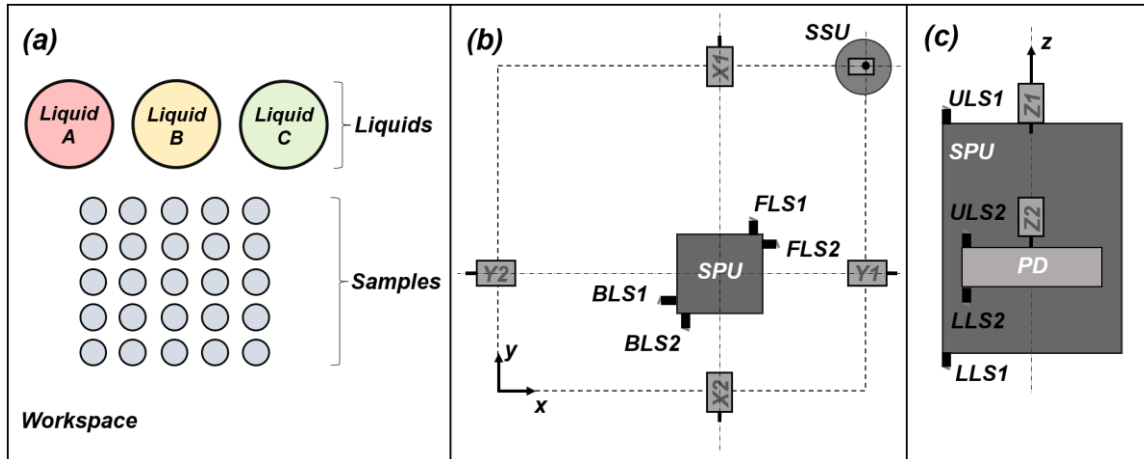 (a)
Liquid
A
Liquid
B
Liquid
C
Liquids
Samples
Workspace
(b)
SSU
X1
FLS1
FLS2
SPU
Y2
Y1
BLS1
BLS2
y
x
X2
(c)
z
ULS1
Z1
SPU
ULS2
Z2
PD
LLS2
LLS1